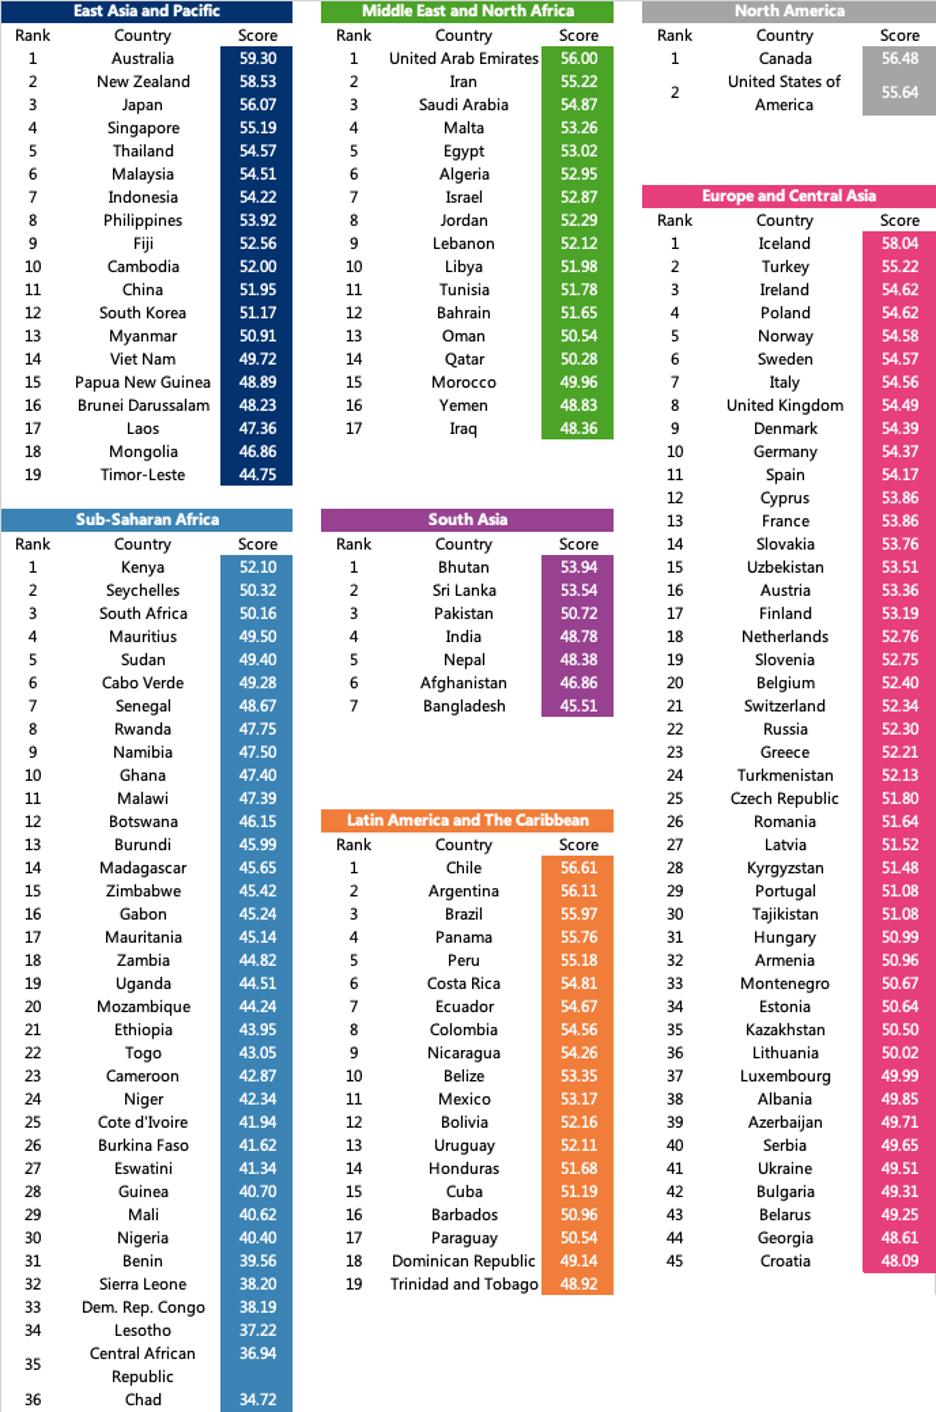 East Asia and Pacific
Rank Country Score
1 Australia 59.30
2 New Zealand 58.53
3 Japan 56.07
4 Singapore 55.19
5 Thailand 54.57
6 Malaysia 54.51
7 Indonesia 54.22
8 Philippines 53.92
9 Fiji 52.56
10 Cambodia 52.00
11 China 51.95
12 South Korea 51.17
13 Myanmar 50.91
14 Viet Nam 49.72
15 Papua New Guinea 48.89
16 Brunei Darussalam 48.23
17 Laos 47.36
18 Mongolia 46.86
19 Timor-Leste 44.75
Sub-Saharan Africa
Rank Country Score
1 Kenya 52.10
2 Seychelles 50.32
3 South Africa 50.16
4 Mauritius 49.50
5 Sudan 49.40
6 Cabo Verde 49.28
7 Senegal 48.67
8 Rwanda 47.75
9 Namibia 47.50
10 Ghana 47.40
11 Malawi 47.39
12 Botswana 46.15
13 Burundi 45.99
14 Madagascar 45.65
15 Zimbabwe 45.42
16 Gabon 45.24
17 Mauritania 45.14
18 Zambia 44.82
19 Uganda 44.51
20 Mozambique 44.24
21 Ethiopia 43.95
22 Togo 43.05
23 Cameroon 42.87
24 Niger 42.34
25 Cote d'Ivoire 41.94
26 Burkina Faso 41.62
27 Eswatini 41.34
28 Guinea 40.70
29 Mali 40.62
30 Nigeria 40.40
31 Benin 39.56
32 Sierra Leone 38.20
33 Dem. Rep. Congo 38.19
34 Lesotho 37.22
35 Central African 36.94
Republic
36 Chad 34.72
Middle East and North Africa
Rank Country Score
1 United Arab Emirates 56.00
2 Iran 55.22
3 Saudi Arabia 54.87
4 Malta 53.26
5 Egypt 53.02
6 Algeria 52.95
7 Israel 52.87
8 Jordan 52.29
9 Lebanon 52.12
10 Libya 51.98
11 Tunisia 51.78
12 Bahrain 51.65
13 Oman 50.54
14 Qatar 50.28
15 Morocco 49.96
16 Yemen 48.83
17 Iraq 48.36
South Asia
Rank Country Score
1 Bhutan 53.94
2 Sri Lanka 53.54
3 Pakistan 50.72
4 India 48.78
5 Nepal 48.38
6 Afghanistan 46.86
7 Bangladesh 45.51
Latin America and The Caribbean
Rank Country Score
1 Chile 56.61
2 Argentina 56.11
3 Brazil 55.97
4 Panama 55.76
5 Peru 55.18
6 Costa Rica 54.81
7 Ecuador 54.67
8 Colombia 54.56
9 Nicaragua 54.26
10 Belize 53.35
11 Mexico 53.17
12 Bolivia 52.16
13 Uruguay 52.11
14 Honduras 51.68
15 Cuba 51.19
16 Barbados 50.96
17 Paraguay 50.54
18 Dominican Republic 49.14
19 Trinidad and Tobago 48.92
North America
Rank Country Score
1 Canada 56.48
2 United States of 55.64
America
Europe and Central Asia
Rank Country Score
1 Iceland 58.04
2 Turkey 55.22
3 Ireland 54.62
4 Poland 54.62
5 Norway 54.58
6 Sweden 54.57
7 Italy 54.56
8 United Kingdom 54.49
9 Denmark 54.39
10 Germany 54.37
11 Spain 54.17
12 Cyprus 53.86
13 France 53.86
14 Slovakia 53.76
15 Uzbekistan 53.51
16 Austria 53.36
17 Finland 53.19
18 Netherlands 52.76
19 Slovenia 52.75
20 Belgium 52.40
21 Switzerland 52.34
22 Russia 52.30
23 Greece 52.21
24 Turkmenistan 52.13
25 Czech Republic 51.80
26 Romania 51.64
27 Latvia 51.52
28 Kyrgyzstan 51.48
29 Portugal 51.08
30 Tajikistan 51.08
31 Hungary 50.99
32 Armenia 50.96
33 Montenegro 50.67
34 Estonia 50.64
35 Kazakhstan 50.50
36 Lithuania 50.02
37 Luxembourg 49.99
38 Albania 49.85
39 Azerbaijan 49.71
40 Serbia 49.65
41 Ukraine 49.51
42 Bulgaria 49.31
43 Belarus 49.25
44 Georgia 48.61
45 Croatia 48.09